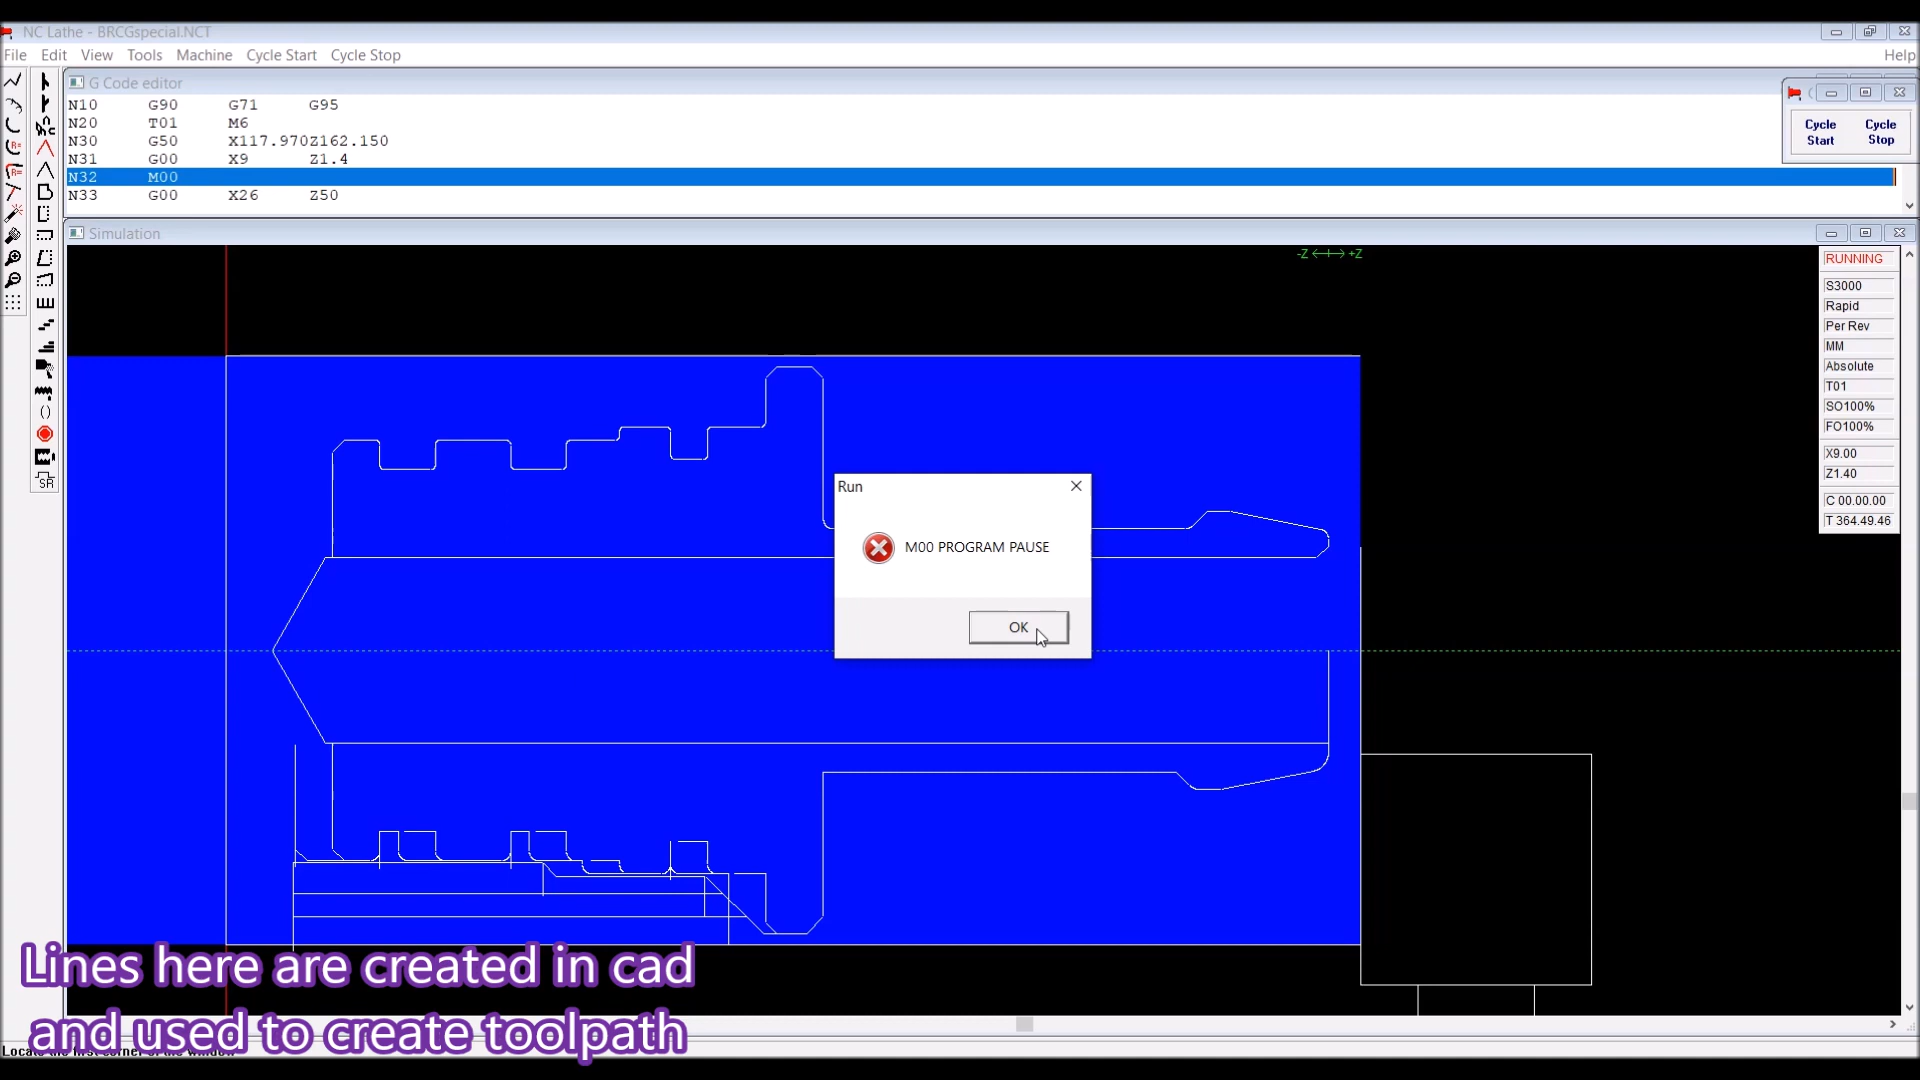 NC Lathe - BRCGspecial.NCT
File Edit View Tools Machine Cycle Start Cycle Stop Help
G Code editor
N10 G90 G71 G95
N20 T01 M6
N30 G50 X117.970Z162.150
N31 G00 X9 Z1.4
N32 M00
N33 G00 X26 Z50
Cycle Start
Cycle Stop
Simulation
-Z +Z
RUNNING
S3000
Rapid
Per Rev
MM
Absolute
T01
SO100%
FO100%
X9.00
Z1.40
C 00.00.00
T 364.49.46
Run
M00 PROGRAM PAUSE
OK
R=
R=
SR
Lines here are created in cad
and used to create toolpath